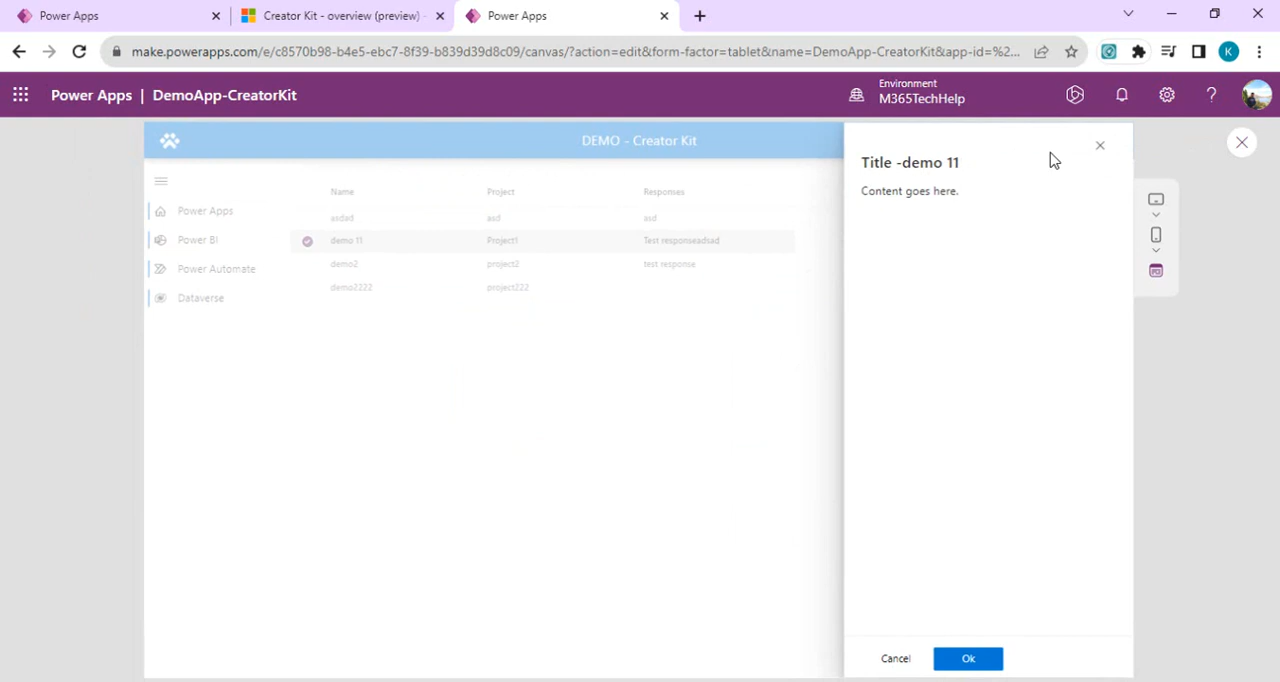 Power Apps
Creator Kit - overview (preview) -
Power Apps
make.powerapps.com/e/c8570b98-b4e5-ebc7-8f39-b839d39d8c09/canvas/?action=edit&form-factor=tablet&name=DemoApp-CreatorKit&app-id=%2...
K
Power Apps | DemoApp-CreatorKit
Environment
M365TechHelp
DEMO - Creator Kit
Title -demo 11
Content goes here.
Name Project Responses
Power Apps
Power BI
Power Automate
Dataverse
asdad asd asd
demo 11 Project1 Test responseadsad
demo2 project2 test response
demo2222 project222
Cancel Ok